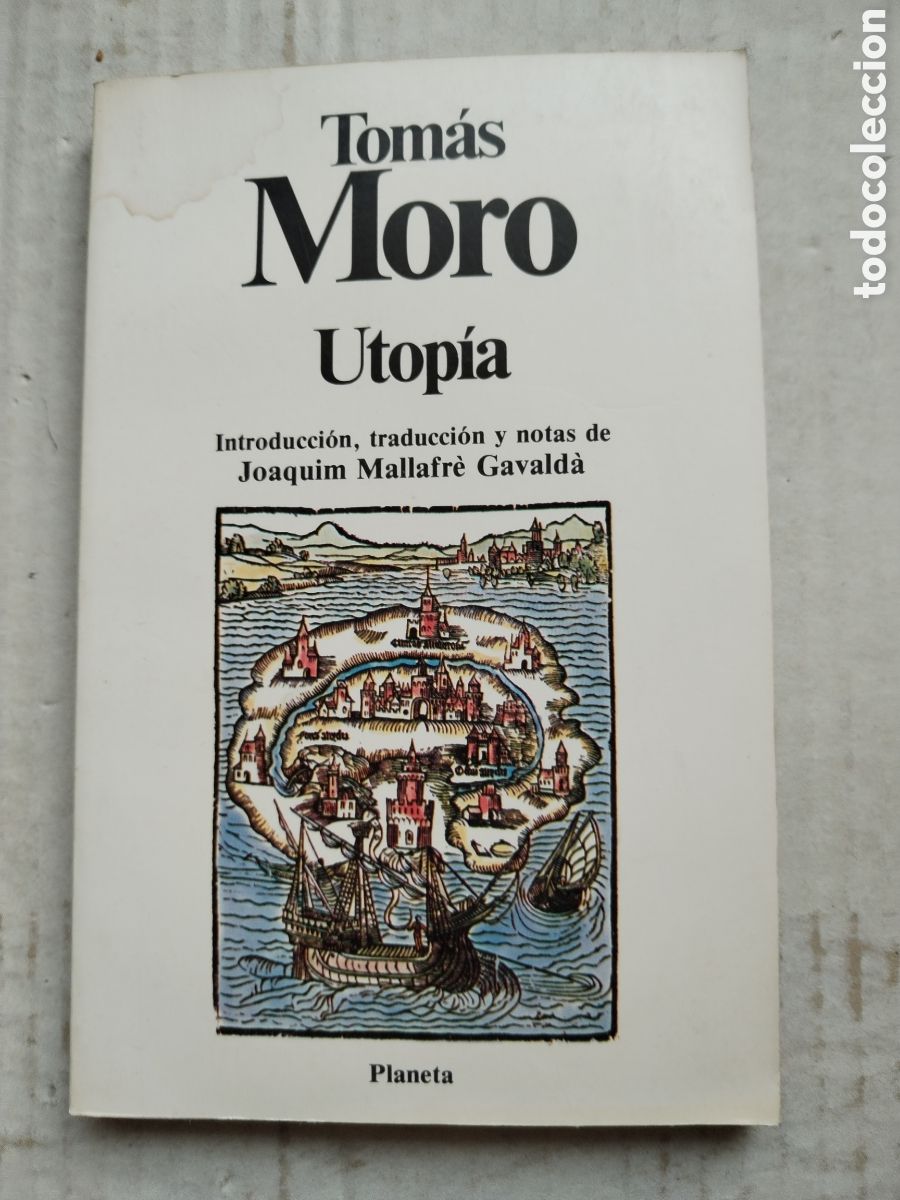 Tomás
Moro
Utopía
Introducción, traducción y notas de
Joaquim Mallafrè Gavaldà
Planeta
todocoleccion